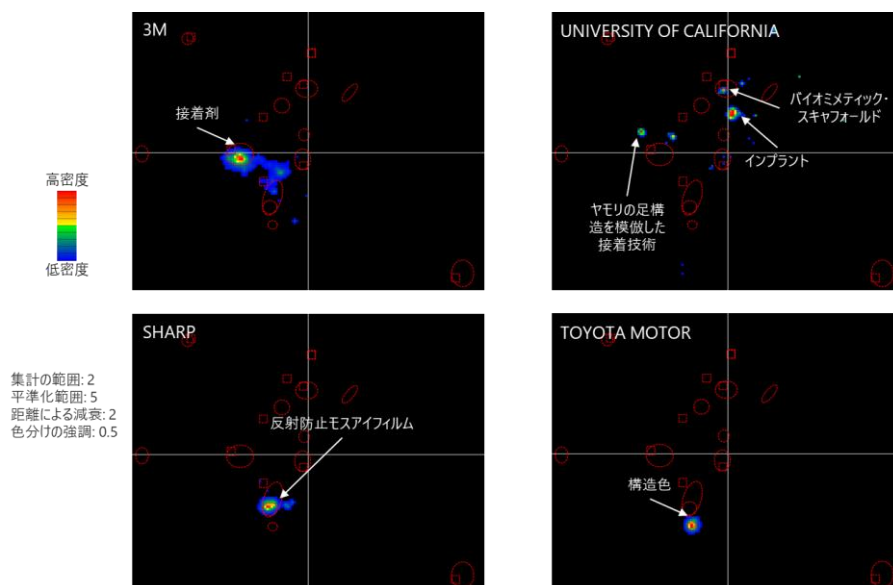 3M
接着剤
UNIVERSITY OF CALIFORNIA
バイオミメティック・
スキャフォールド
インプラント
ヤモリの足構
造を模倣した
接着技術
高密度
低密度
SHARP
反射防止モスアイフィルム
TOYOTA MOTOR
構造色
集計の範囲: 2
平準化範囲: 5
距離による減衰: 2
色分けの強調: 0.5